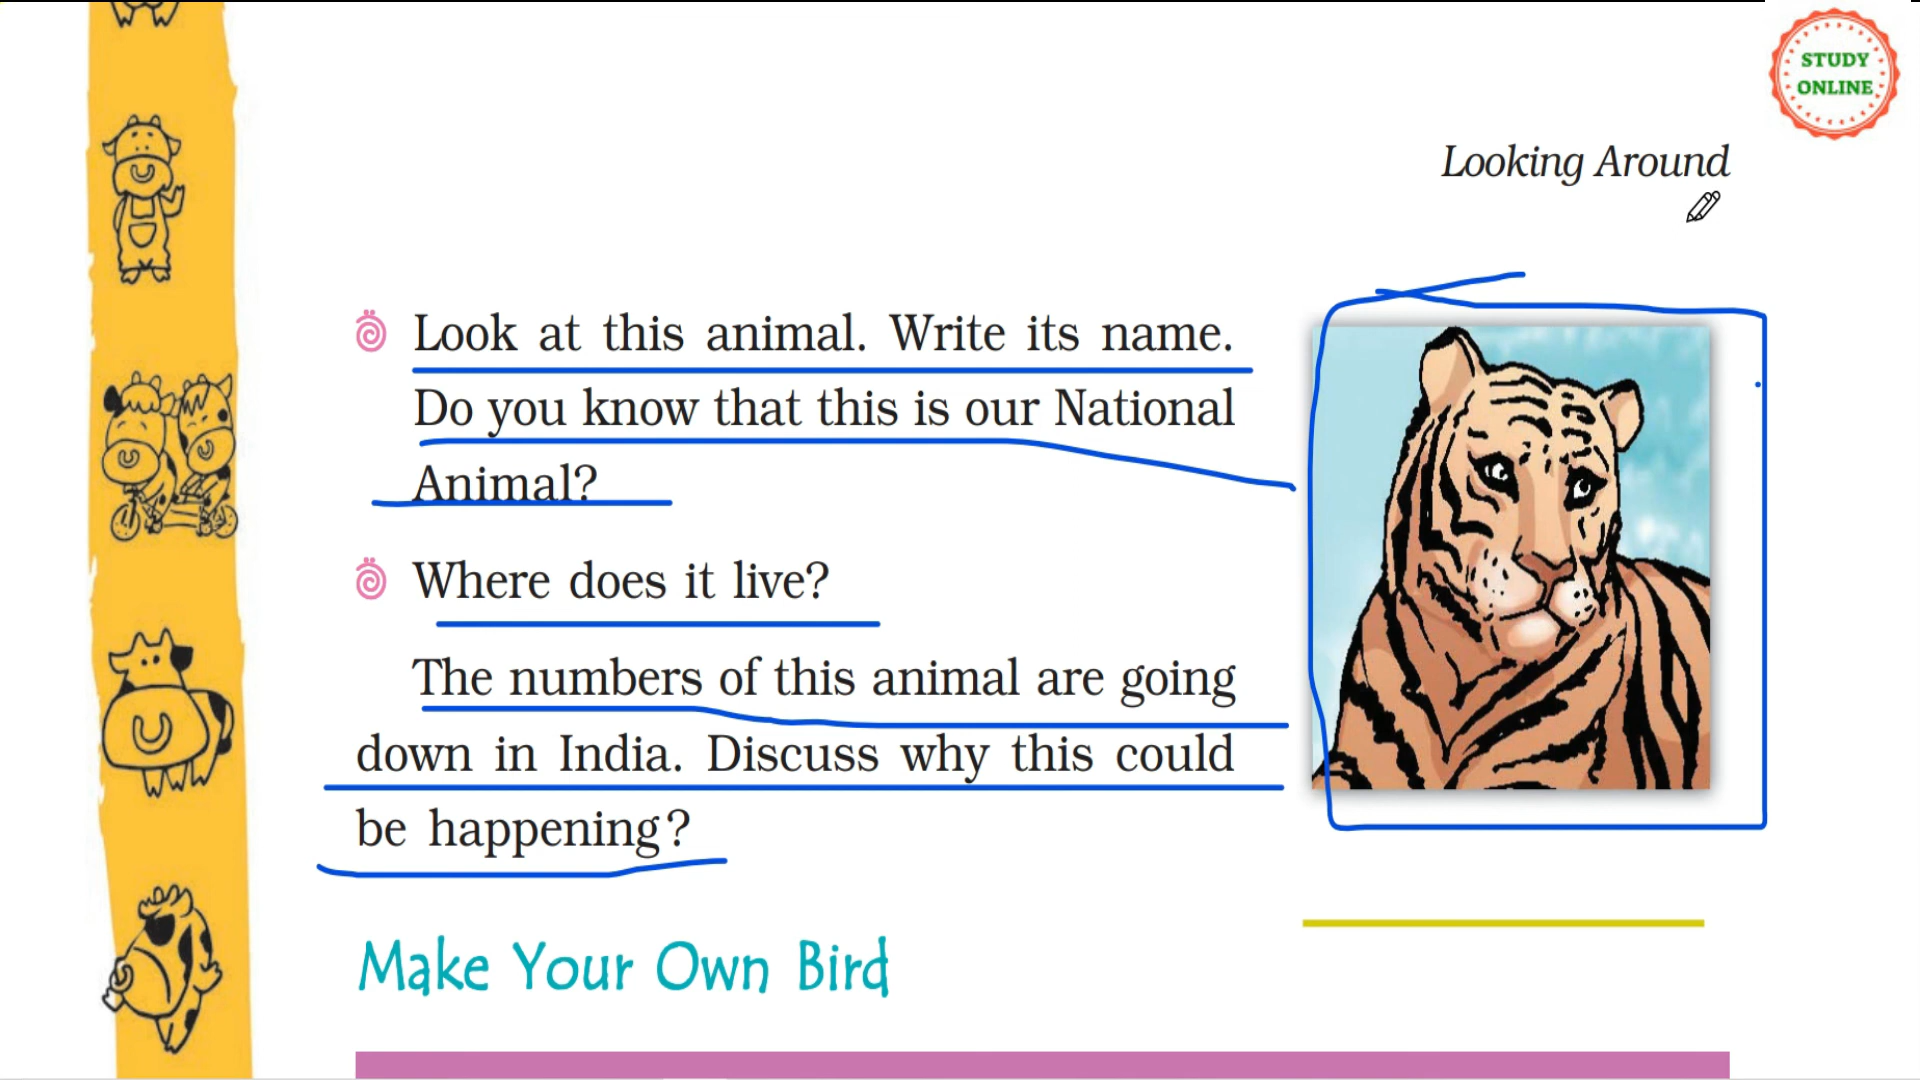 STUDY
ONLINE
Looking Around
Look at this animal. Write its name.
Do you know that this is our National
Animal?
Where does it live?
The numbers of this animal are going
down in India. Discuss why this could
be happening?
Make Your Own Bird